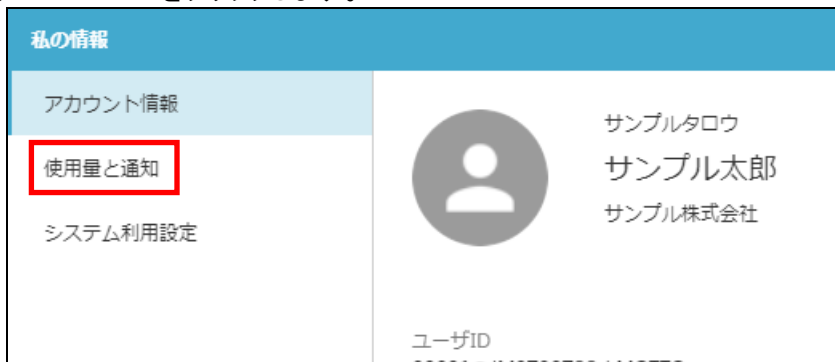 私の情報
アカウント情報
使用量と通知
システム利用設定
サンプルタロウ
サンプル太郎
サンプル株式会社
ユーザID